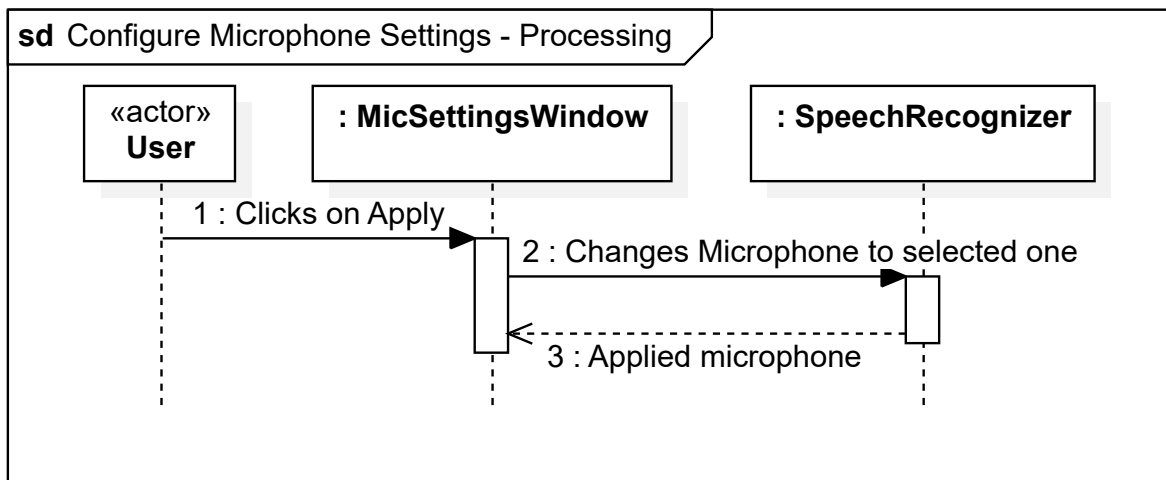 sd Configure Microphone Settings - Processing
«actor»
User
: MicSettingsWindow
: SpeechRecognizer
1 : Clicks on Apply
2 : Changes Microphone to selected one
3 : Applied microphone